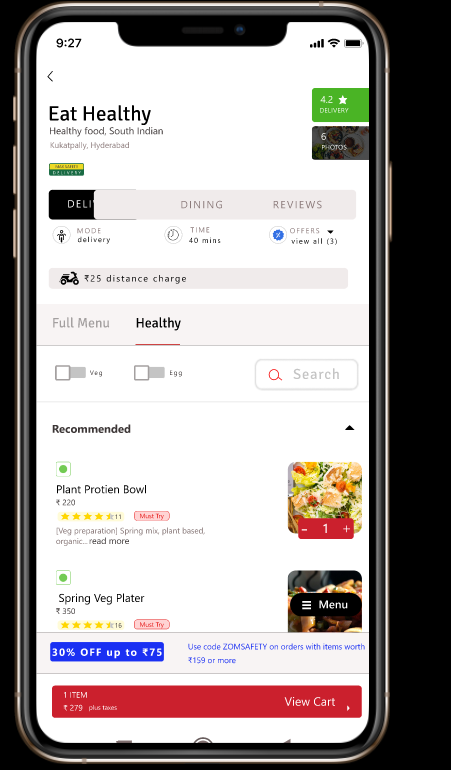 9:27
Eat Healthy
Healthy food, South Indian
Kukatpally, Hyderabad
4.2
DELIVERY
6
PHOTOS
MAX SAFETY
DELIVERY
DELI DINING REVIEWS
MODE
delivery
TIME
40 mins
OFFERS
view all (3)
₹25 distance charge
Full Menu Healthy
Veg Egg Search
Recommended
Plant Protien Bowl
₹ 220
11 Must Try
[Veg preparation] Spring mix, plant based,
organic...read more
- 1 +
Spring Veg Plater
₹ 350
16 Must Try
Menu
30% OFF up to ₹75
Use code ZOMSAFETY on orders with items worth
₹159 or more
1 ITEM
₹ 279 plus taxes
View Cart